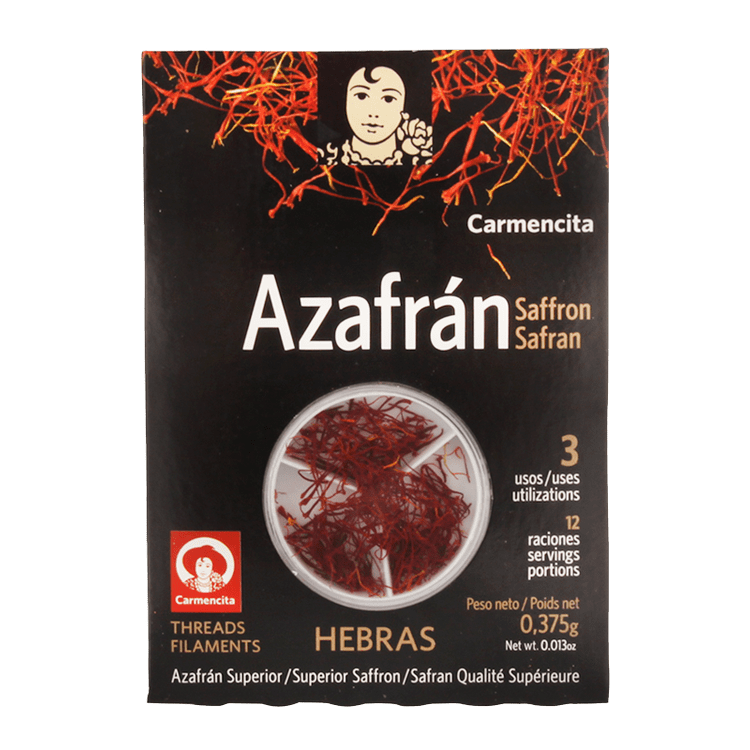 Carmencita
Azafrán
Saffron
Safran
3
usos/uses
utilizations
12
raciones
servings
portions
Carmencita
THREADS
FILAMENTS
HEBRAS
Peso neto / Poids net
0,375g
Net wt. 0.013oz
Azafrán Superior/Superior Saffron/Safran Qualité Supérieure